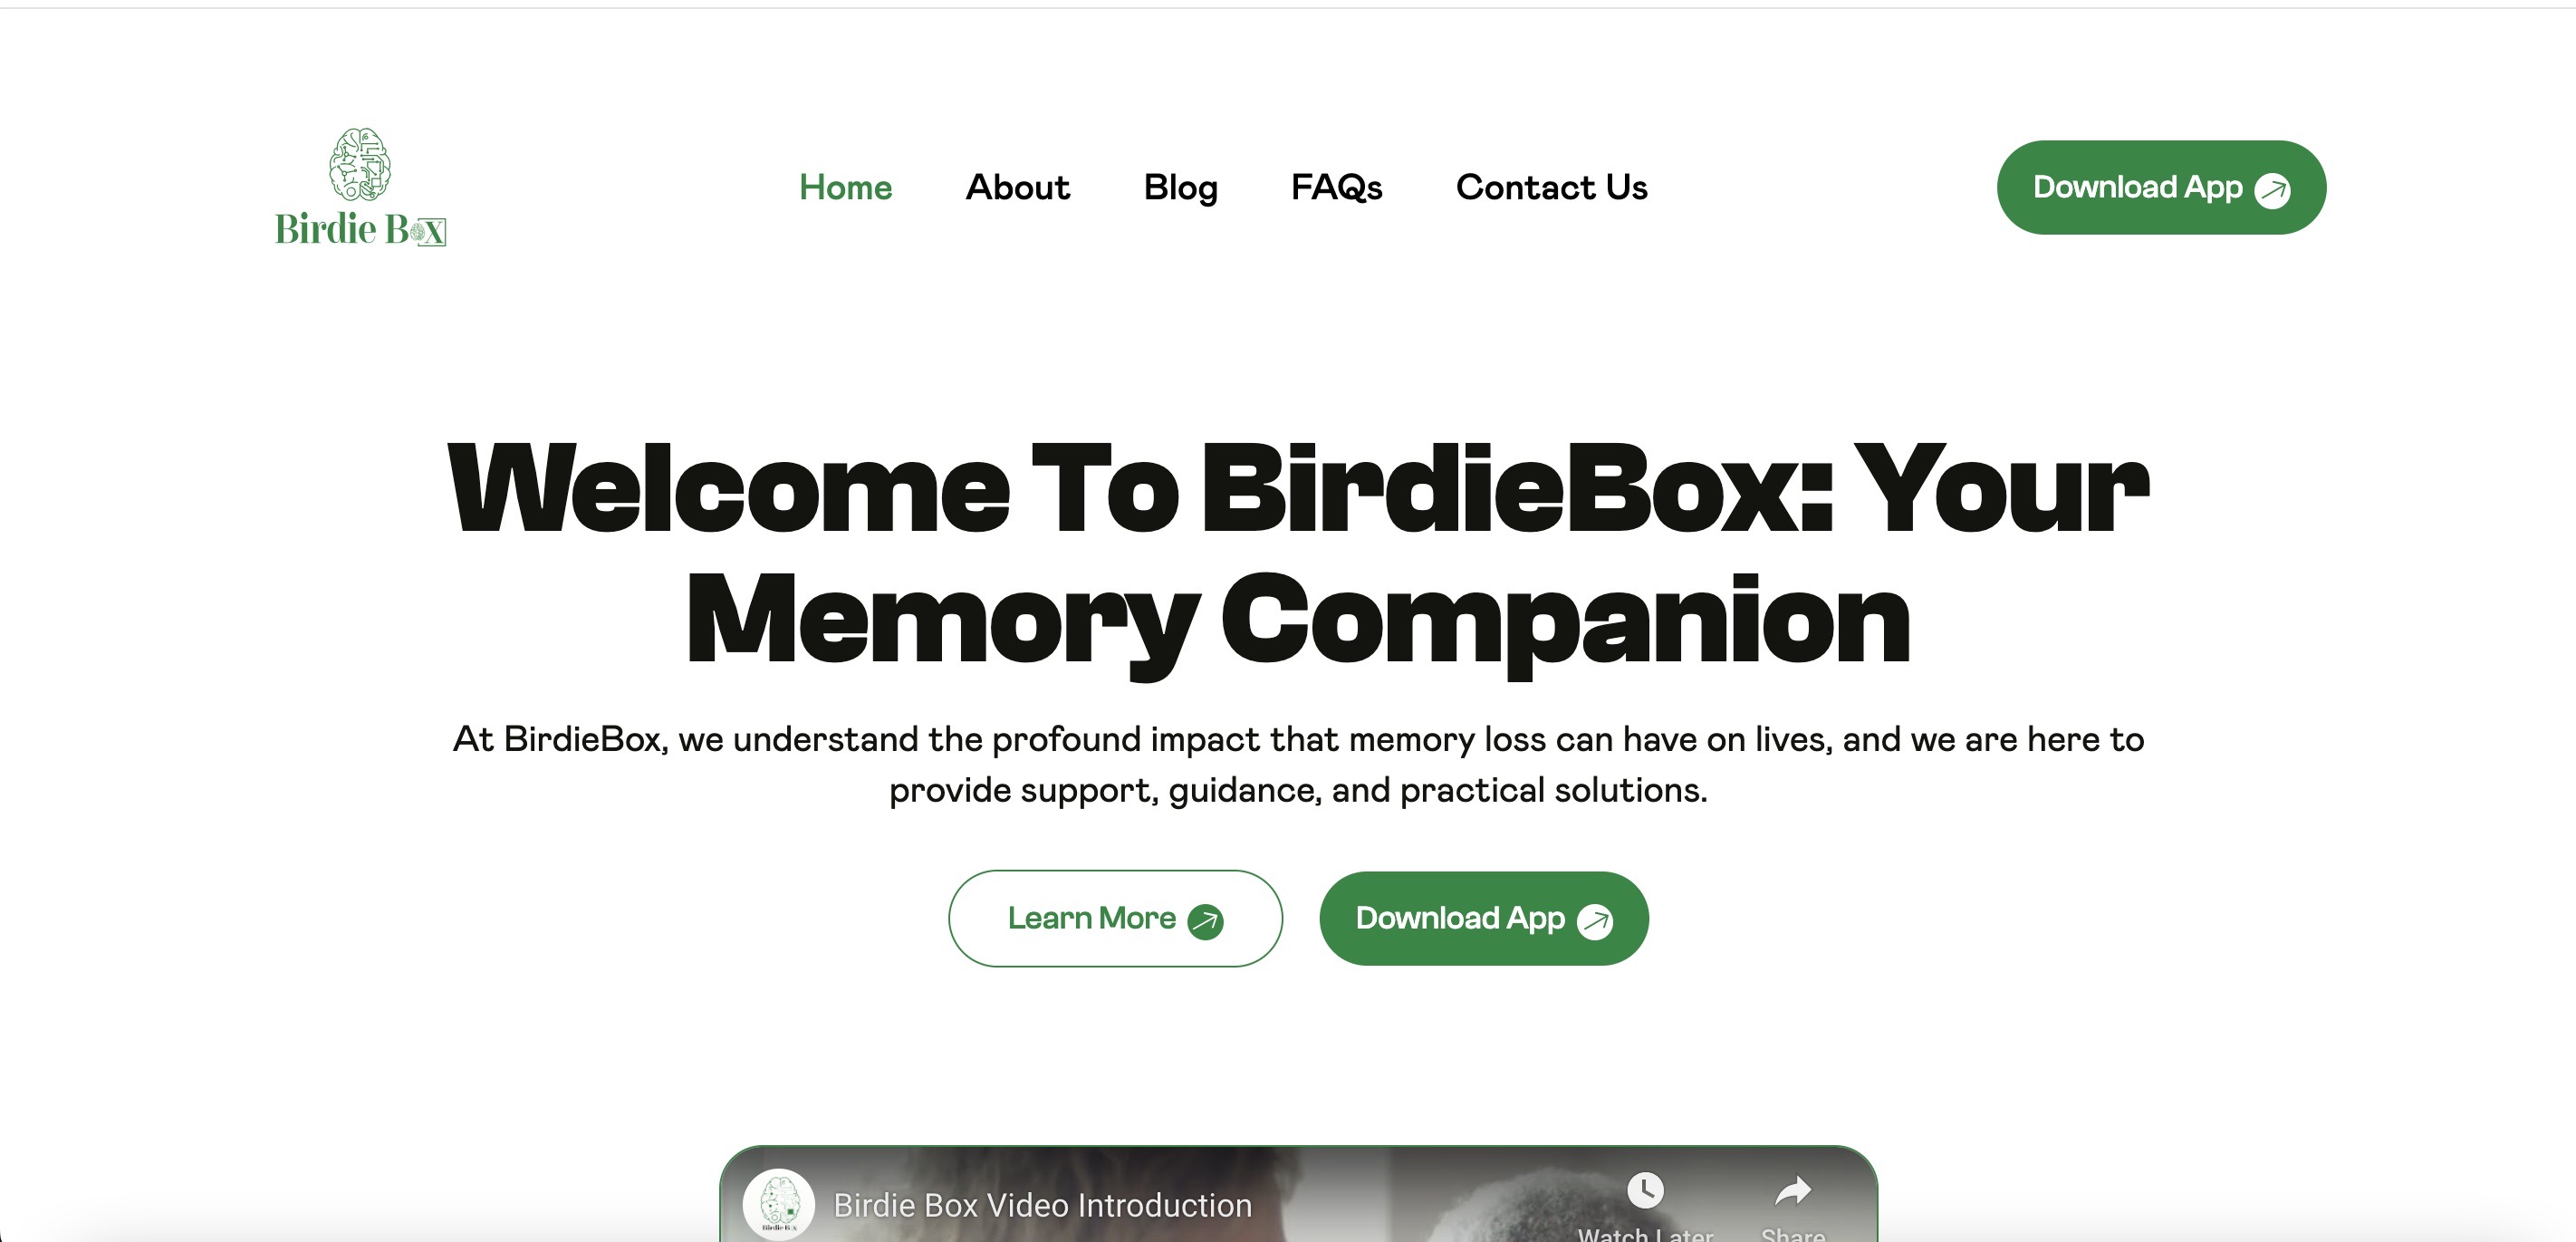 Birdie Box
Home
About
Blog
FAQs
Contact Us
Download App
Welcome To BirdieBox: Your
Memory Companion
At BirdieBox, we understand the profound impact that memory loss can have on lives, and we are here to
provide support, guidance, and practical solutions.
Learn More
Download App
Birdie Box
Birdie Box Video Introduction
Watch Later
Share